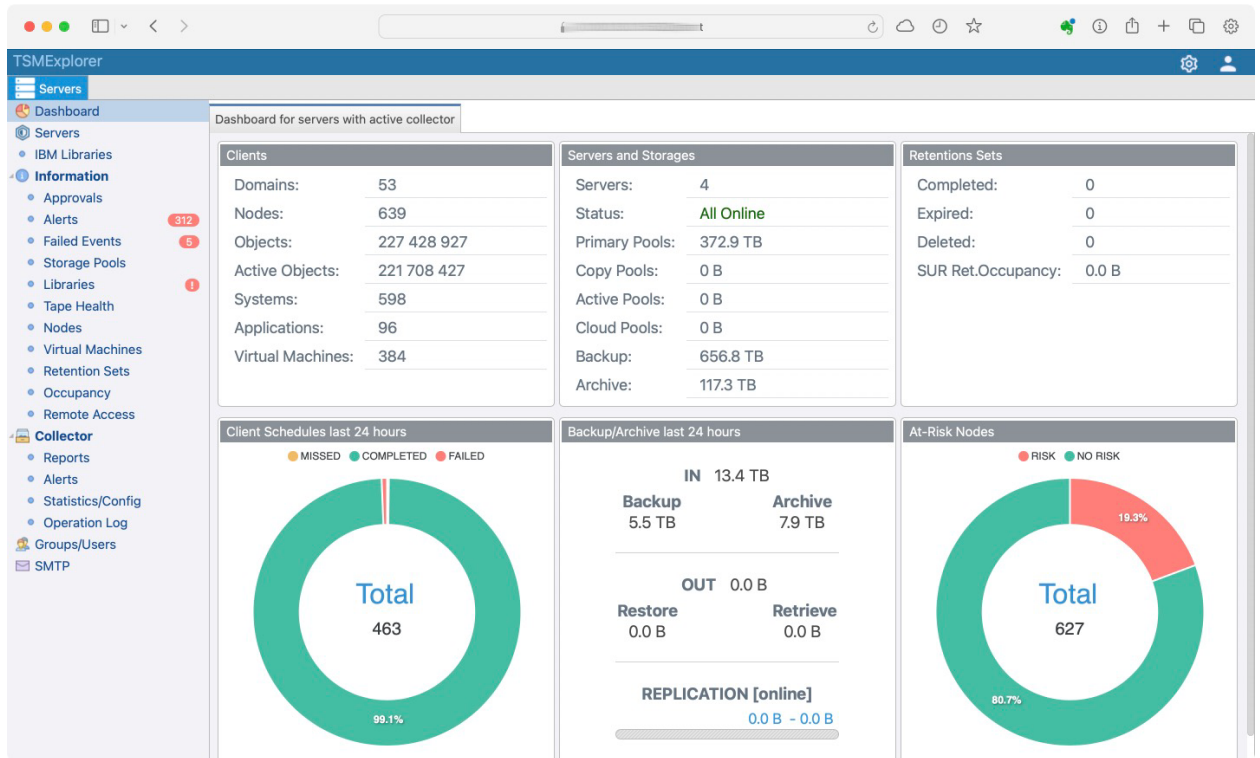 TSMExplorer
Servers
Dashboard
Servers
IBM Libraries
Information
Approvals
Alerts 312
Failed Events 5
Storage Pools
Libraries !
Tape Health
Nodes
Virtual Machines
Retention Sets
Occupancy
Remote Access
Collector
Reports
Alerts
Statistics/Config
Operation Log
Groups/Users
SMTP
Dashboard for servers with active collector
Clients
Domains: 53
Nodes: 639
Objects: 227 428 927
Active Objects: 221 708 427
Systems: 598
Applications: 96
Virtual Machines: 384
Servers and Storages
Servers: 4
Status: All Online
Primary Pools: 372.9 TB
Copy Pools: 0 B
Active Pools: 0 B
Cloud Pools: 0 B
Backup: 656.8 TB
Archive: 117.3 TB
Retentions Sets
Completed: 0
Expired: 0
Deleted: 0
SUR Ret.Occupancy: 0.0 B
Client Schedules last 24 hours
MISSED COMPLETED FAILED
Total
463
99.1%
Backup/Archive last 24 hours
IN 13.4 TB
Backup Archive
5.5 TB 7.9 TB
OUT 0.0 B
Restore Retrieve
0.0 B 0.0 B
REPLICATION [online]
0.0 B - 0.0 B
At-Risk Nodes
RISK NO RISK
19.3%
Total
627
80.7%